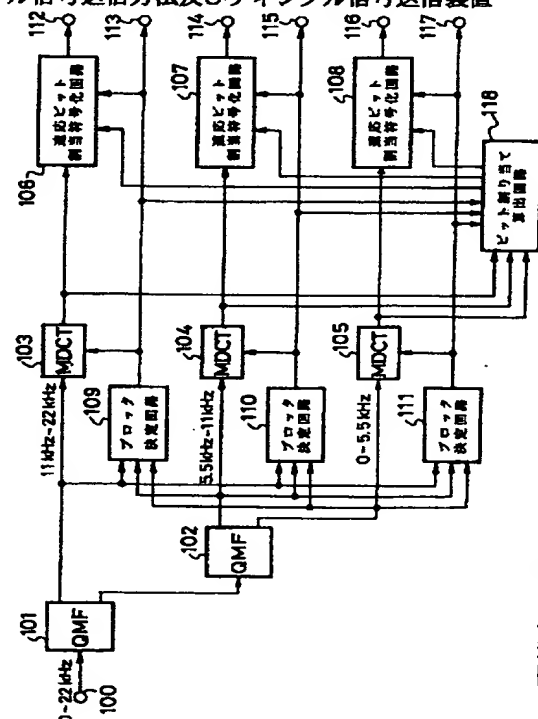 ル信号送信方法及びディジタル信号送信装置
112
113
114
115
116
117
適応ビット
割当符号化回路
106
適応ビット
割当符号化回路
107
適応ビット
割当符号化回路
108
118
ビット割り当て
算出回路
103
MDCT
104
MDCT
105
MDCT
11kHz~22kHz
5.5kHz~11kHz
0~5.5kHz
109
ブロック
決定回路
110
ブロック
決定回路
111
ブロック
決定回路
102
QMF
101
QMF
0~22kHz
100